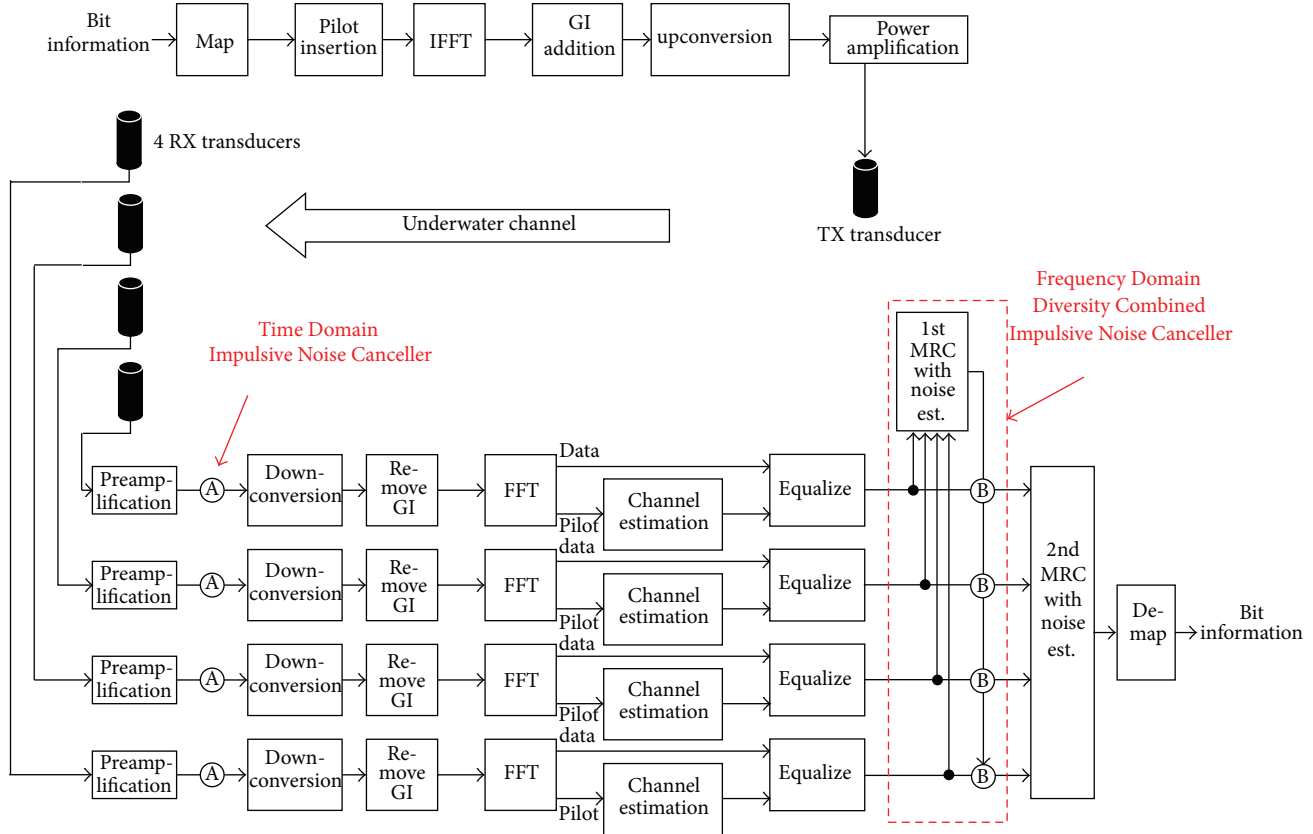 Bit
information
Map
Pilot
insertion
IFFT
GI
addition
upconversion
Power
amplification
4 RX transducers
Underwater channel
TX transducer
Time Domain
Impulsive Noise Canceller
Frequency Domain
Diversity Combined
Impulsive Noise Canceller
1st
MRC
with
noise
est.
Preamp-
lification
A
Down-
conversion
Re-
move
GI
FFT
Data
Pilot
data
Channel
estimation
Equalize
B
Preamp-
lification
A
Down-
conversion
Re-
move
GI
FFT
Pilot
data
Channel
estimation
Equalize
B
Preamp-
lification
A
Down-
conversion
Re-
move
GI
FFT
Pilot
data
Channel
estimation
Equalize
B
Preamp-
lification
A
Down-
conversion
Re-
move
GI
FFT
Pilot
Channel
estimation
Equalize
B
2nd
MRC
with
noise
est.
De-
map
Bit
information